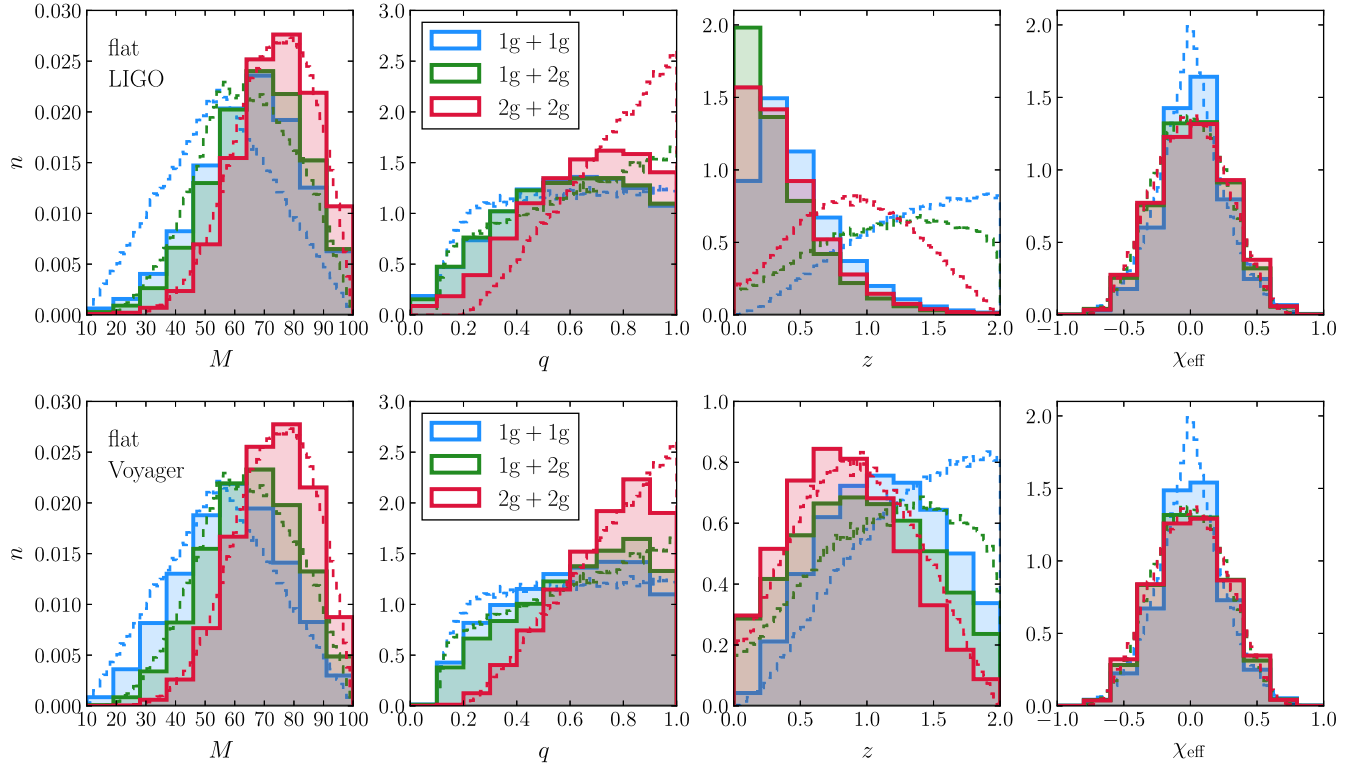 flat
LIGO
n
0.030
0.025
0.020
0.015
0.010
0.005
0.000
10 20 30 40 50 60 70 80 90 100
M
3.0
2.5
2.0
1.5
1.0
0.5
0.0
0.0 0.2 0.4 0.6 0.8 1.0
q
1g + 1g
1g + 2g
2g + 2g
2.0
1.5
1.0
0.5
0.0
0.0 0.5 1.0 1.5 2.0
z
2.0
1.5
1.0
0.5
0.0
−1.0 −0.5 0.0 0.5 1.0
χeff
flat
Voyager
n
0.030
0.025
0.020
0.015
0.010
0.005
0.000
10 20 30 40 50 60 70 80 90 100
M
3.0
2.5
2.0
1.5
1.0
0.5
0.0
0.0 0.2 0.4 0.6 0.8 1.0
q
1g + 1g
1g + 2g
2g + 2g
1.0
0.8
0.6
0.4
0.2
0.0
0.0 0.5 1.0 1.5 2.0
z
2.0
1.5
1.0
0.5
0.0
−1.0 −0.5 0.0 0.5 1.0
χeff